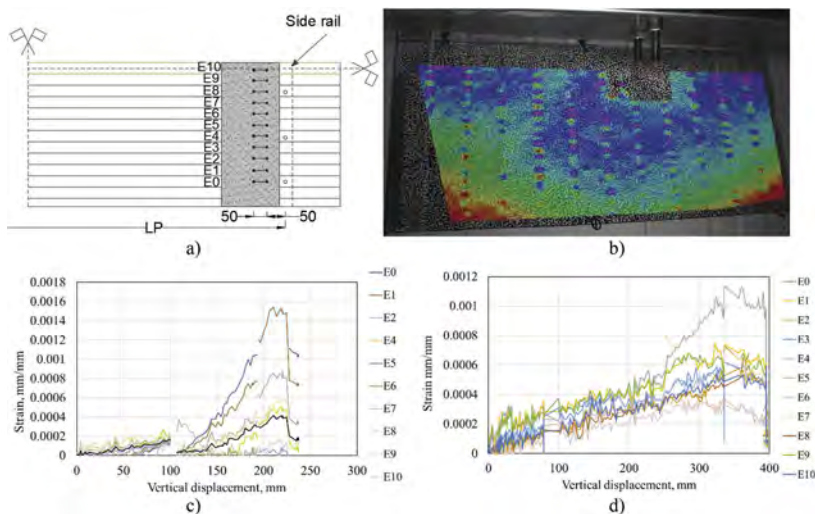 Side rail
E10
E9
E8
E7
E6
E5
E4
E3
E2
E1
E0
50 50
LP
a)
b)
0.0018
0.0016
0.0014
0.0012
0.001
0.0008
0.0006
0.0004
0.0002
0
Strain, mm/mm
0 50 100 150 200 250 300
Vertical displacement, mm
E0
E1
E2
E4
E5
E6
E7
E8
E9
E10
c)
0.0012
0.001
0.0008
0.0006
0.0004
0.0002
0
Strain mm/mm
0 100 200 300 400
Vertical displacement, mm
E0
E1
E2
E3
E4
E5
E6
E7
E8
E9
E10
d)